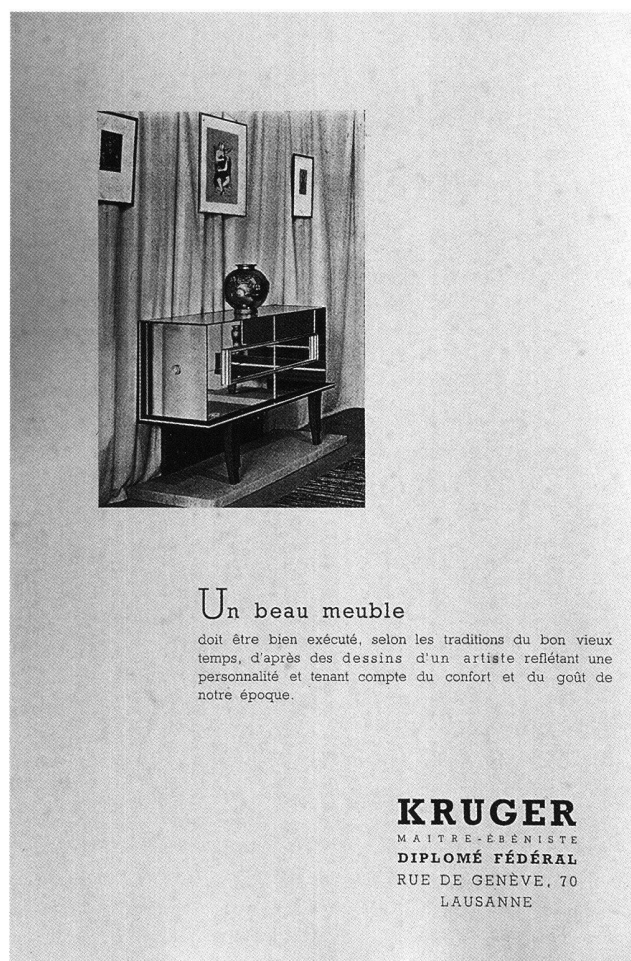 Un beau meuble
doit être bien exécuté, selon les traditions du bon vieux
temps, d'après des dessins d'un artiste reflétant une
personnalité et tenant compte du confort et du goût de
notre époque.
KRUGER
MAITRE-ÉBÉNISTE
DIPLOMÉ FÉDÉRAL
RUE DE GENÈVE, 70
LAUSANNE